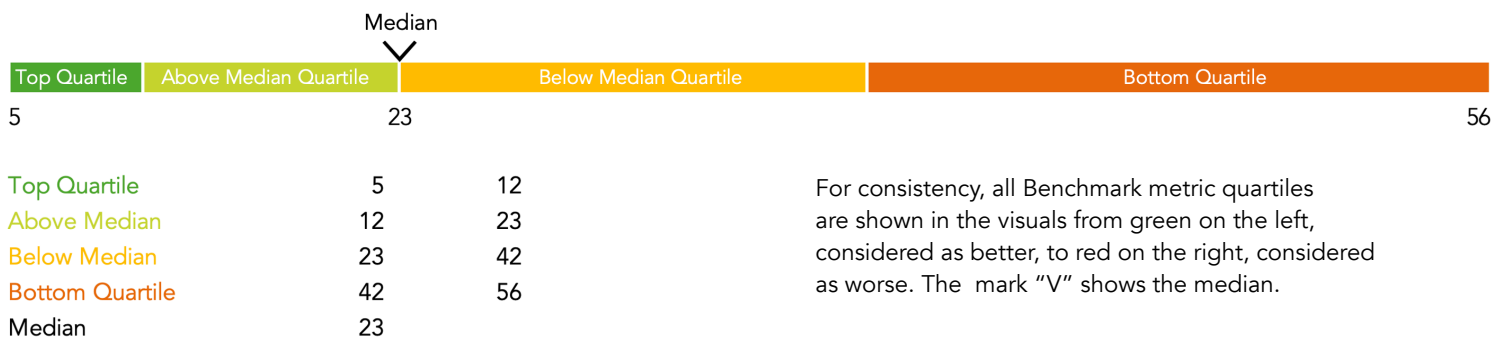 Median
Top Quartile Above Median Quartile Below Median Quartile Bottom Quartile
5 23 56
Top Quartile 5 12
Above Median 12 23
Below Median 23 42
Bottom Quartile 42 56
Median 23
For consistency, all Benchmark metric quartiles
are shown in the visuals from green on the left,
considered as better, to red on the right, considered
as worse. The  mark “V” shows the median.